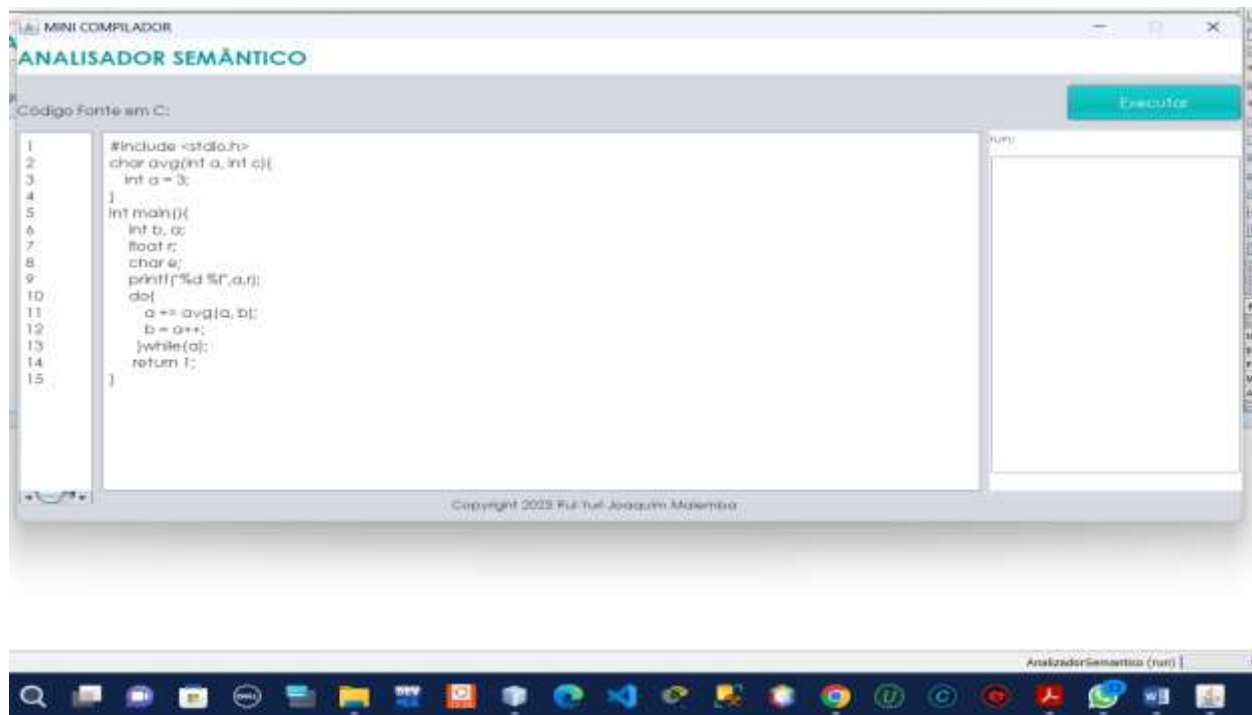 MINI COMPILADOR
ANALISADOR SEMÂNTICO
Código Fonte em C:
Executar
run:
1 #include <stdio.h>
2 char avg(int a, int c){
3 int a = 3;
4 }
5 int main(){
6 int b, a;
7 float r;
8 char e;
9 printf("%d %f",a,r);
10 do{
11 a += avg(a, b);
12 b = a++;
13 }while(a);
14 return 1;
15 }
Copyright 2023 Rui Yuri Joaquim Malemba
AnalizadorSemantico (run)